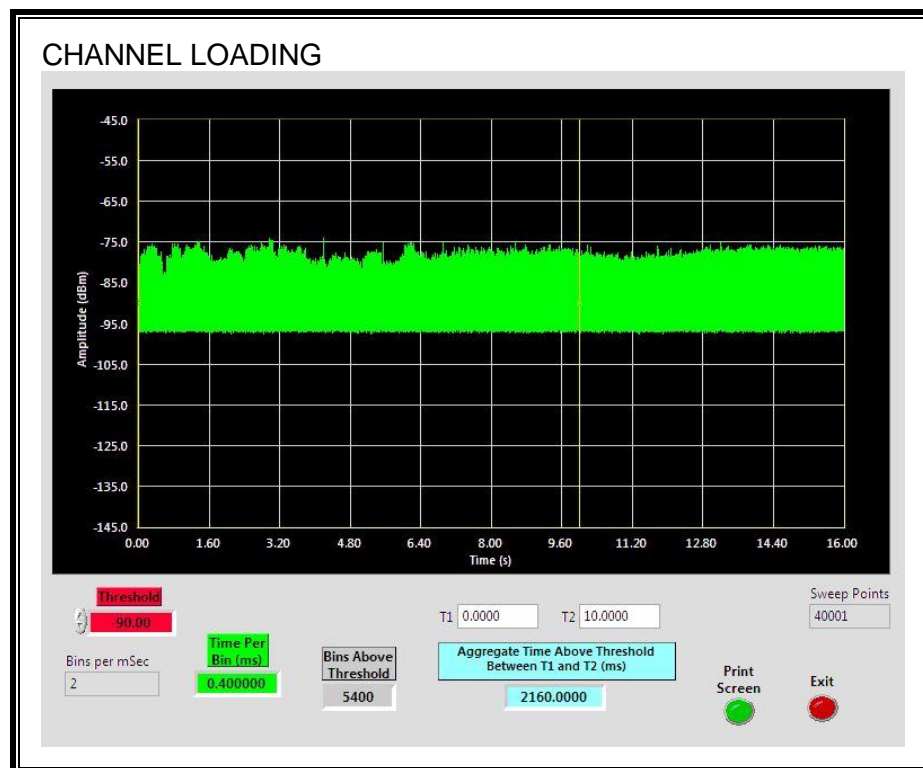 CHANNEL LOADING
-45.0
-55.0
-65.0
-75.0
-85.0
-95.0
-105.0
-115.0
-125.0
-135.0
-145.0
Amplitude (dBm)
0.00 1.60 3.20 4.80 6.40 8.00 9.60 11.20 12.80 14.40 16.00
Time (s)
Threshold
-90.00
Bins per mSec
2
Time Per
Bin (ms)
0.400000
Bins Above
Threshold
5400
T1 0.0000 T2 10.0000
Aggregate Time Above Threshold
Between T1 and T2 (ms)
2160.0000
Sweep Points
40001
Print
Screen
Exit